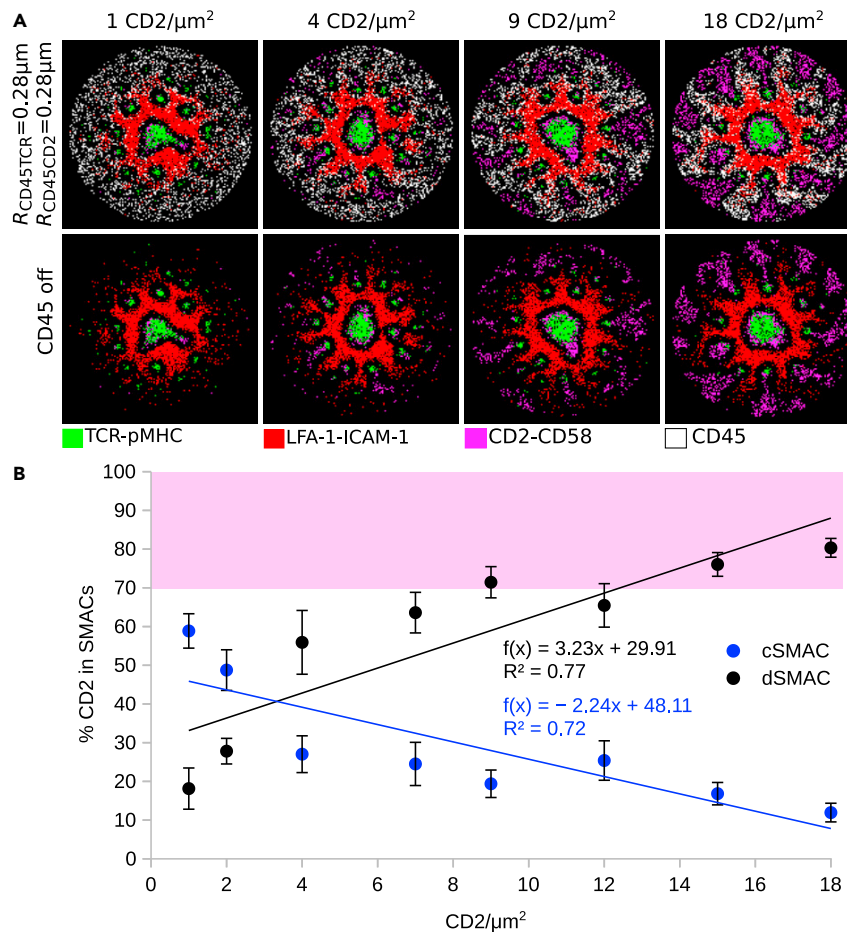 A
1 CD2/μm²
4 CD2/μm²
9 CD2/μm²
18 CD2/μm²
R_CD45TCR=0.28μm
R_CD45CD2=0.28μm
CD45 off
TCR-pMHC
LFA-1-ICAM-1
CD2-CD58
CD45
B
100
90
80
70
60
50
40
30
20
10
0
% CD2 in SMACs
f(x) = 3.23x + 29.91
R² = 0.77
f(x) = − 2.24x + 48.11
R² = 0.72
cSMAC
dSMAC
0 2 4 6 8 10 12 14 16 18
CD2/μm²